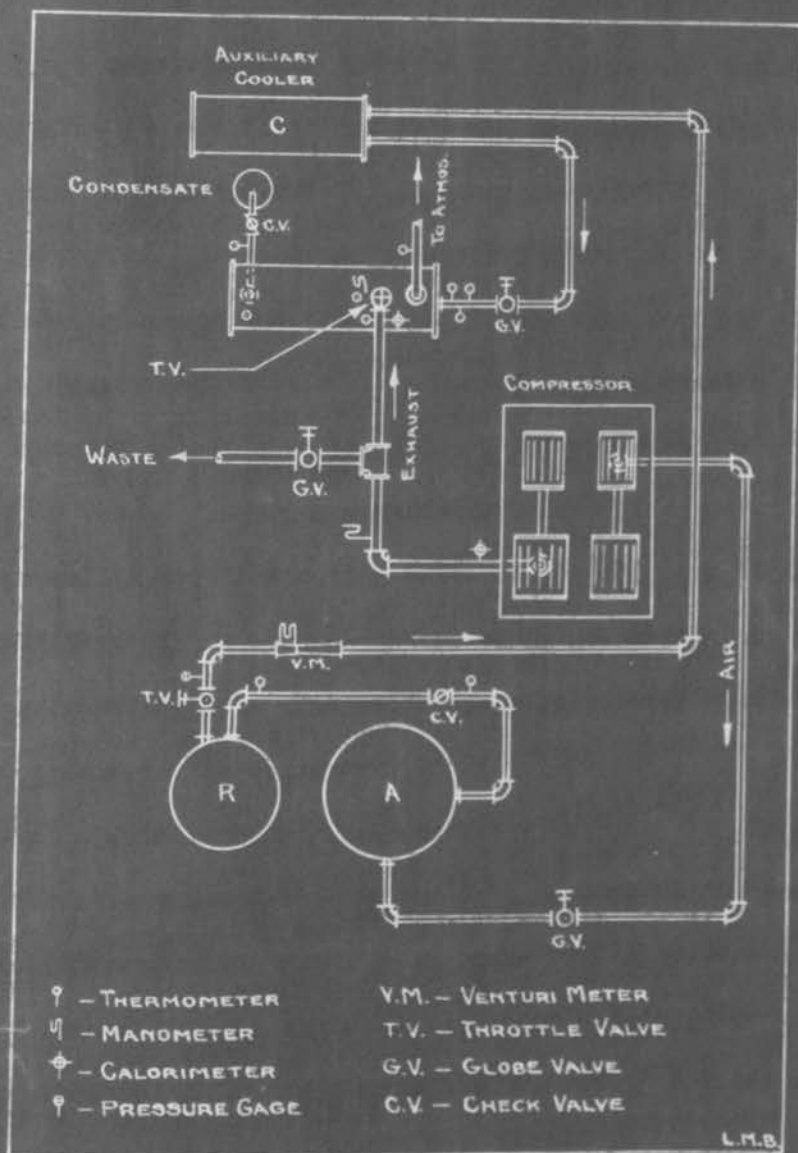 AUXILIARY
COOLER
C
CONDENSATE
C.V.
TO ATMOS.
G.V.
T.V.
COMPRESSOR
EXHAUST
WASTE
G.V.
V.M.
AIR
T.V.
C.V.
R
A
G.V.
- THERMOMETER
- MANOMETER
- CALORIMETER
- PRESSURE GAGE
V.M. - VENTURI METER
T.V. - THROTTLE VALVE
G.V. - GLOBE VALVE
C.V. - CHECK VALVE
L.M.B.